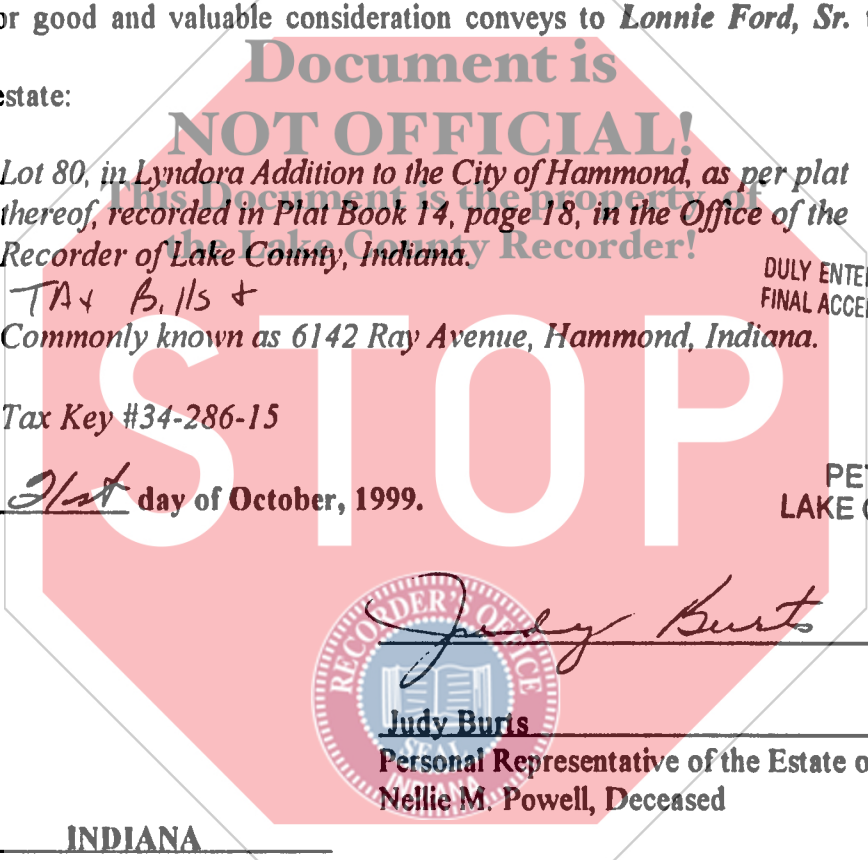 or good and valuable consideration conveys to Lonnie Ford, Sr.
Document is
estate:
NOT OFFICIAL!
Lot 80, in Lyndora Addition to the City of Hammond, as per plat
This Document is the property of
thereof, recorded in Plat Book 14, page 18, in the Office of the
the Lake County Recorder!
Recorder of Lake County, Indiana.
DULY ENTE
TAx Bills &
FINAL ACCE
Commonly known as 6142 Ray Avenue, Hammond, Indiana.
STOP
Tax Key #34-286-15
PE
21st day of October, 1999.
LAKE
RECORDER'S OFFICE
Judy Burts
Judy Burts
SEAL
Personal Representative of the Estate o
INDIANA
Nellie M. Powell, Deceased
INDIANA